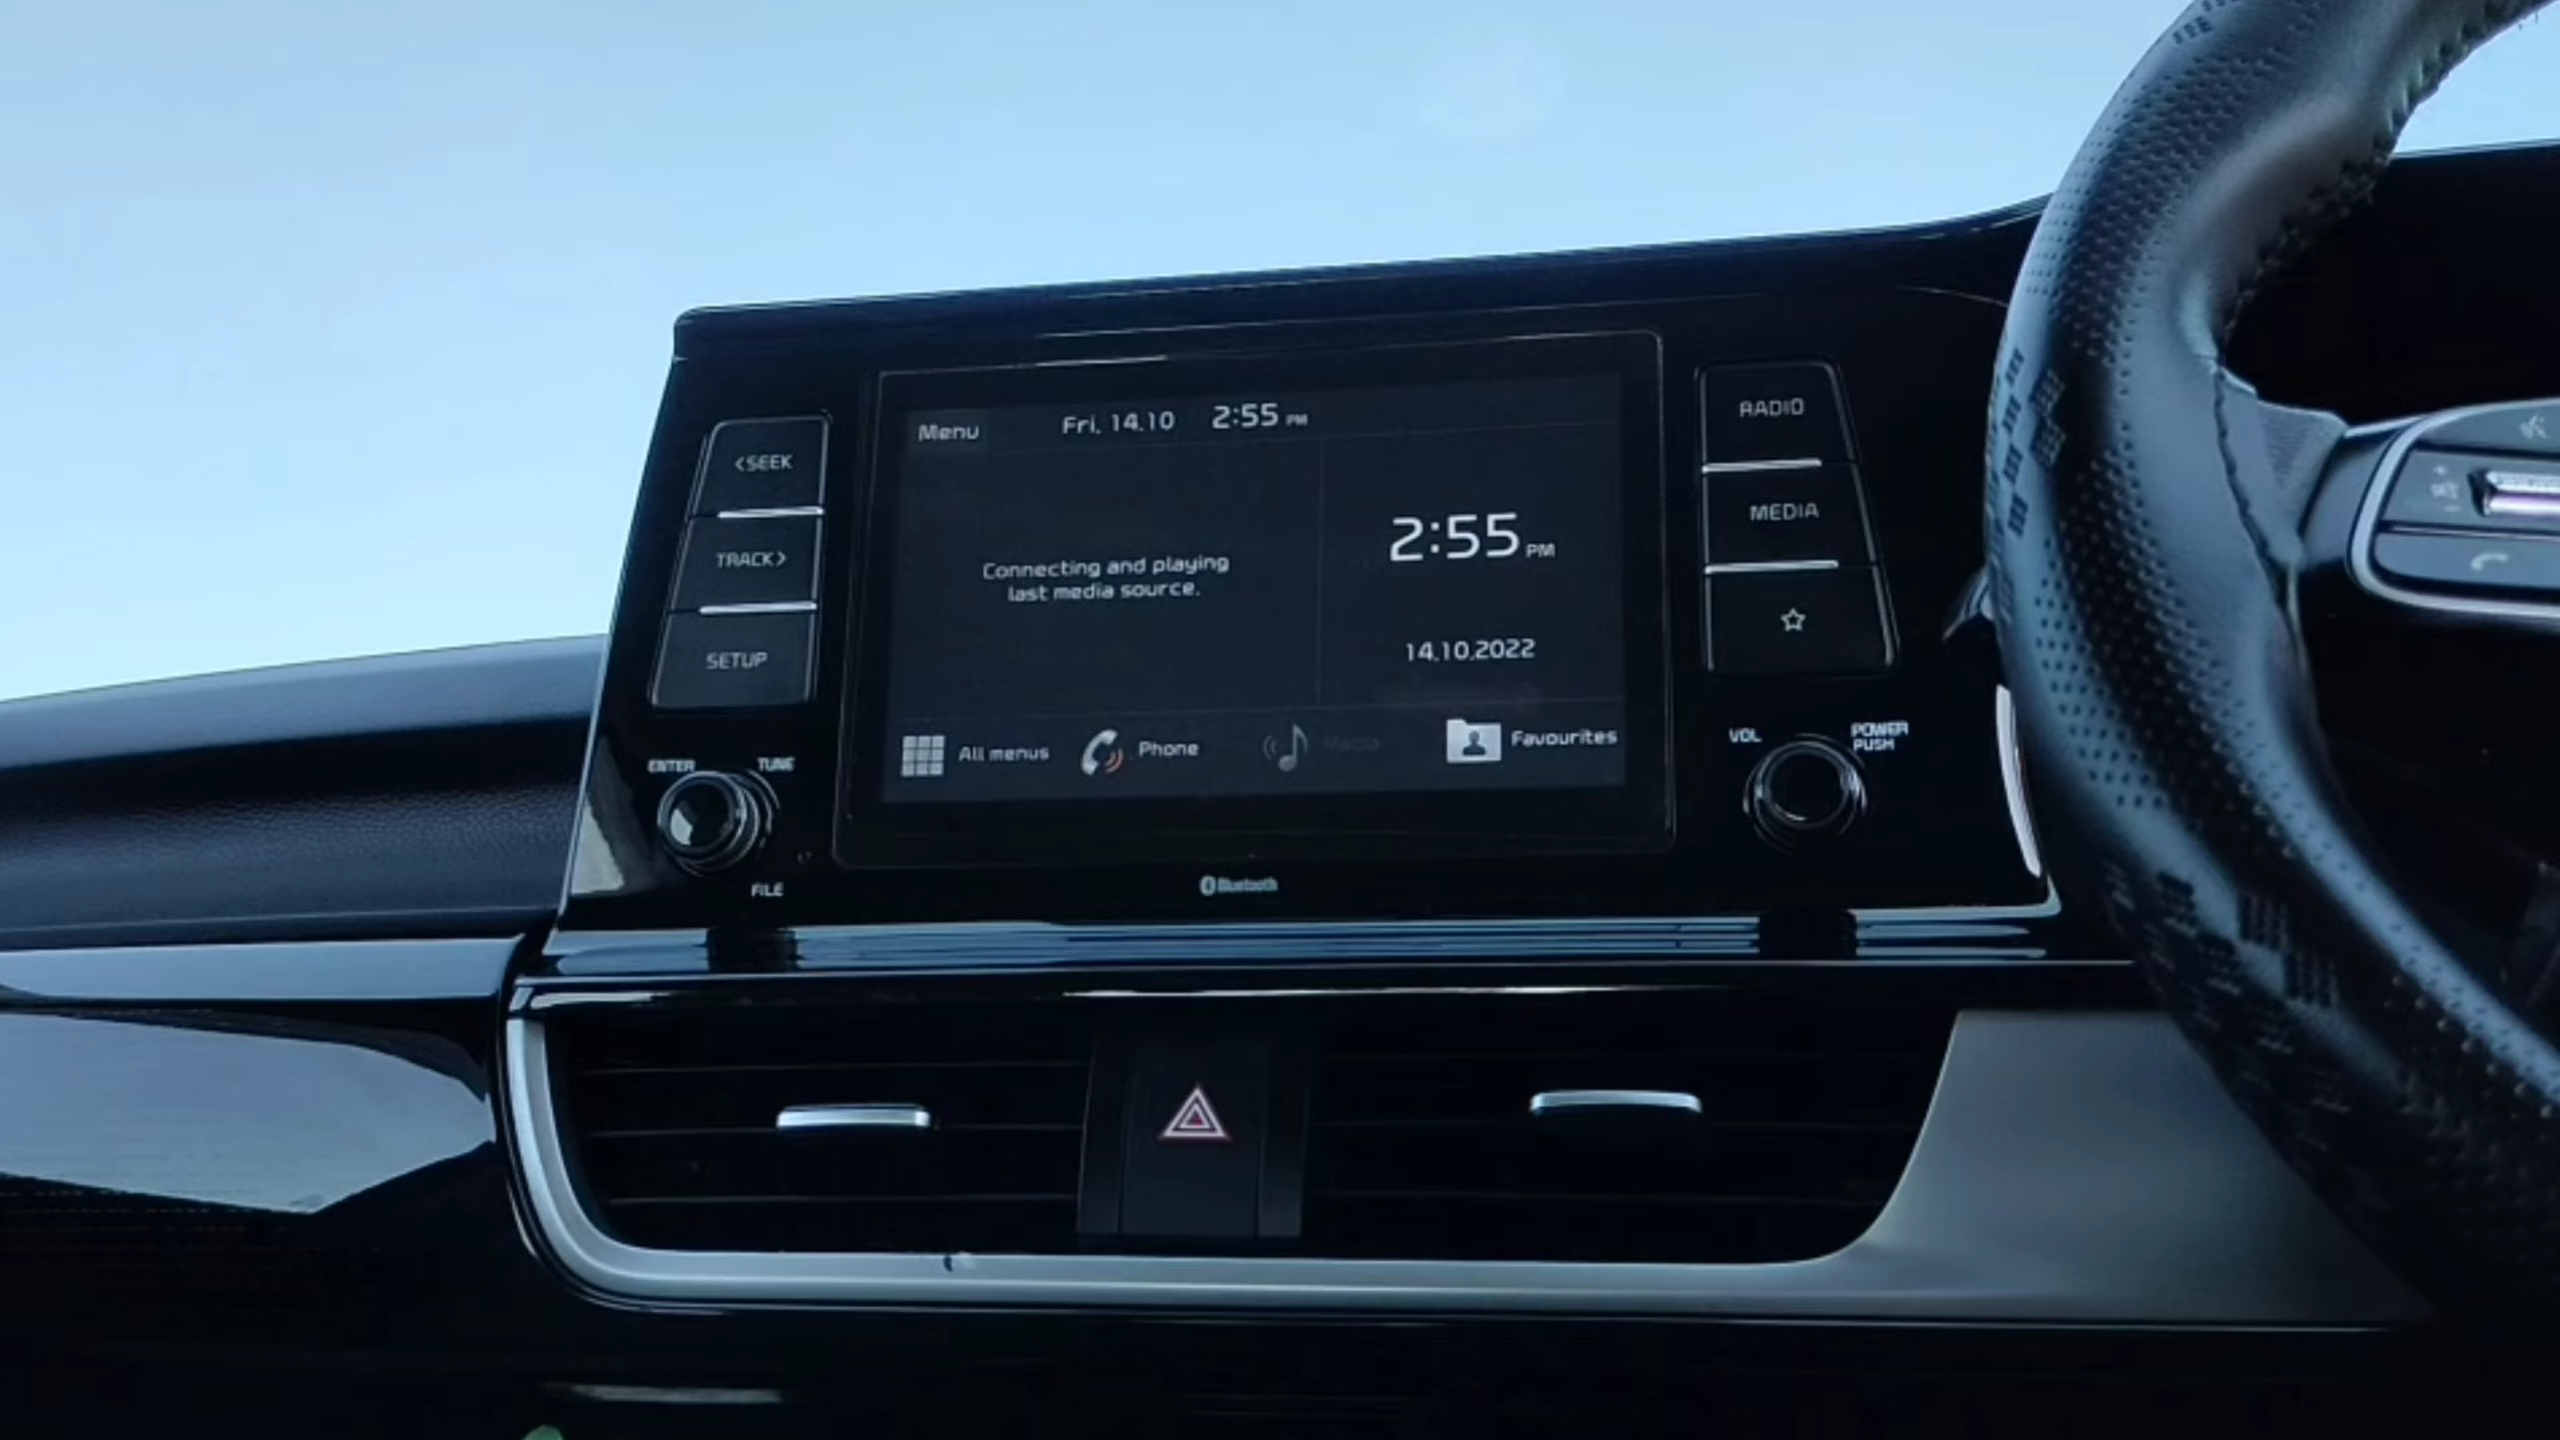 Menu
Fri, 14.10 2:55 PM
<SEEK
TRACK>
SETUP
Connecting and playing
last media source.
2:55 PM
14.10.2022
All menus
Phone
Media
Favourites
RADIO
MEDIA
ENTER
TUNE
FILE
VOL
POWER
PUSH
Bluetooth